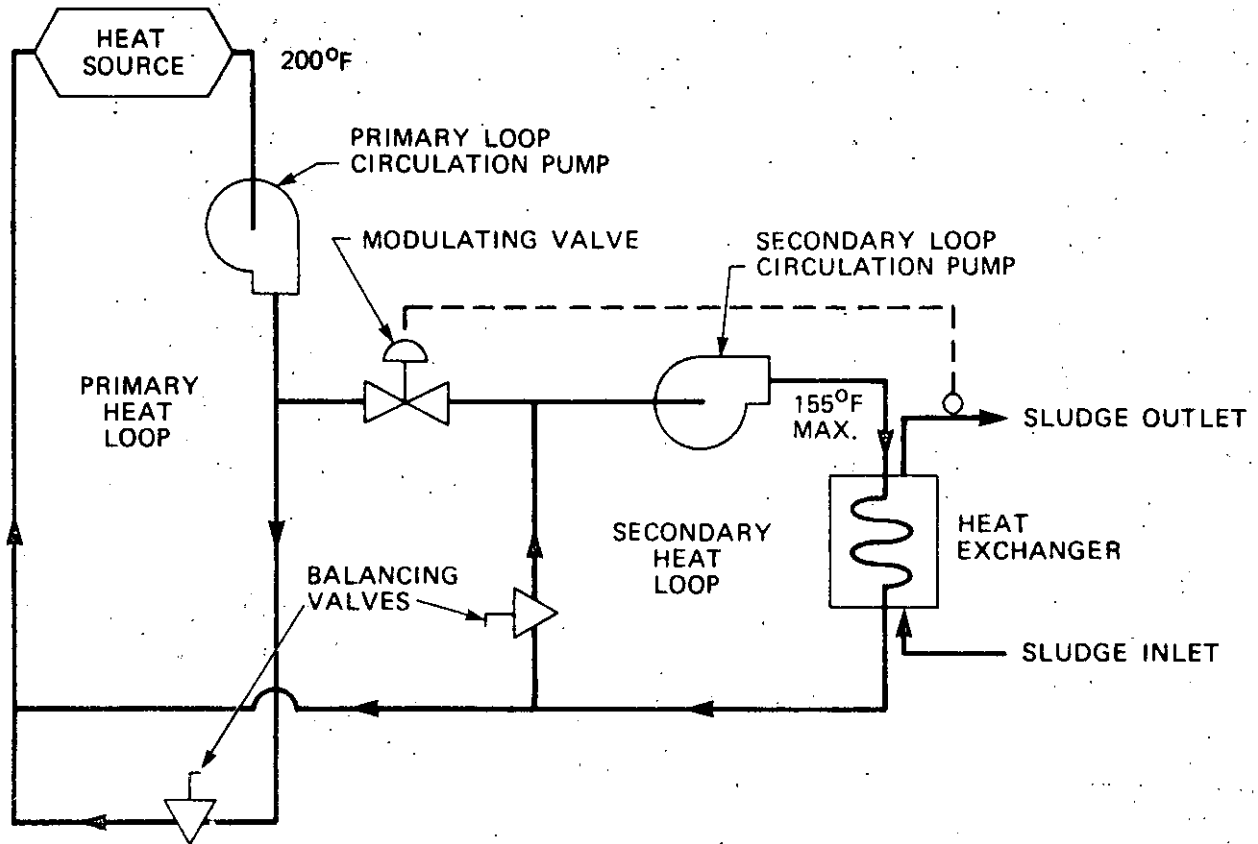 HEAT
SOURCE
200°F
PRIMARY LOOP
CIRCULATION PUMP
MODULATING VALVE
SECONDARY LOOP
CIRCULATION PUMP
PRIMARY
HEAT
LOOP
155°F
MAX.
SLUDGE OUTLET
SECONDARY
HEAT
LOOP
HEAT
EXCHANGER
BALANCING
VALVES
SLUDGE INLET